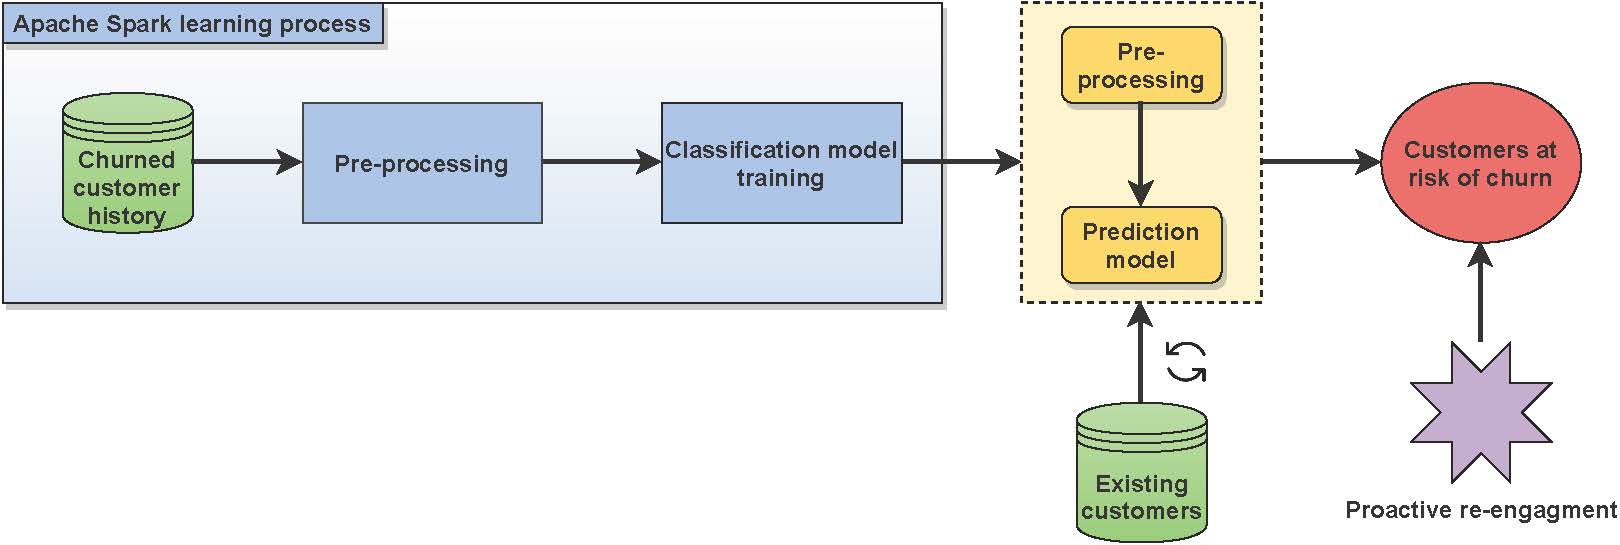 Apache Spark learning process
Churned
customer
history
Pre-processing
Classification model
training
Pre-
processing
Prediction
model
Existing
customers
Customers at
risk of churn
Proactive re-engagment